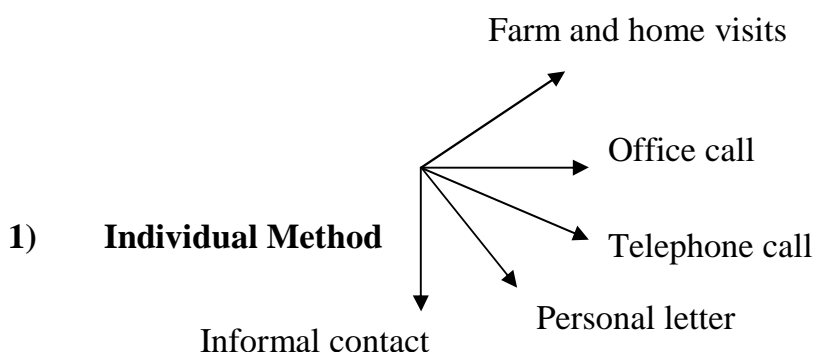 Farm and home visits
Office call
1) Individual Method
Telephone call
Personal letter
Informal contact